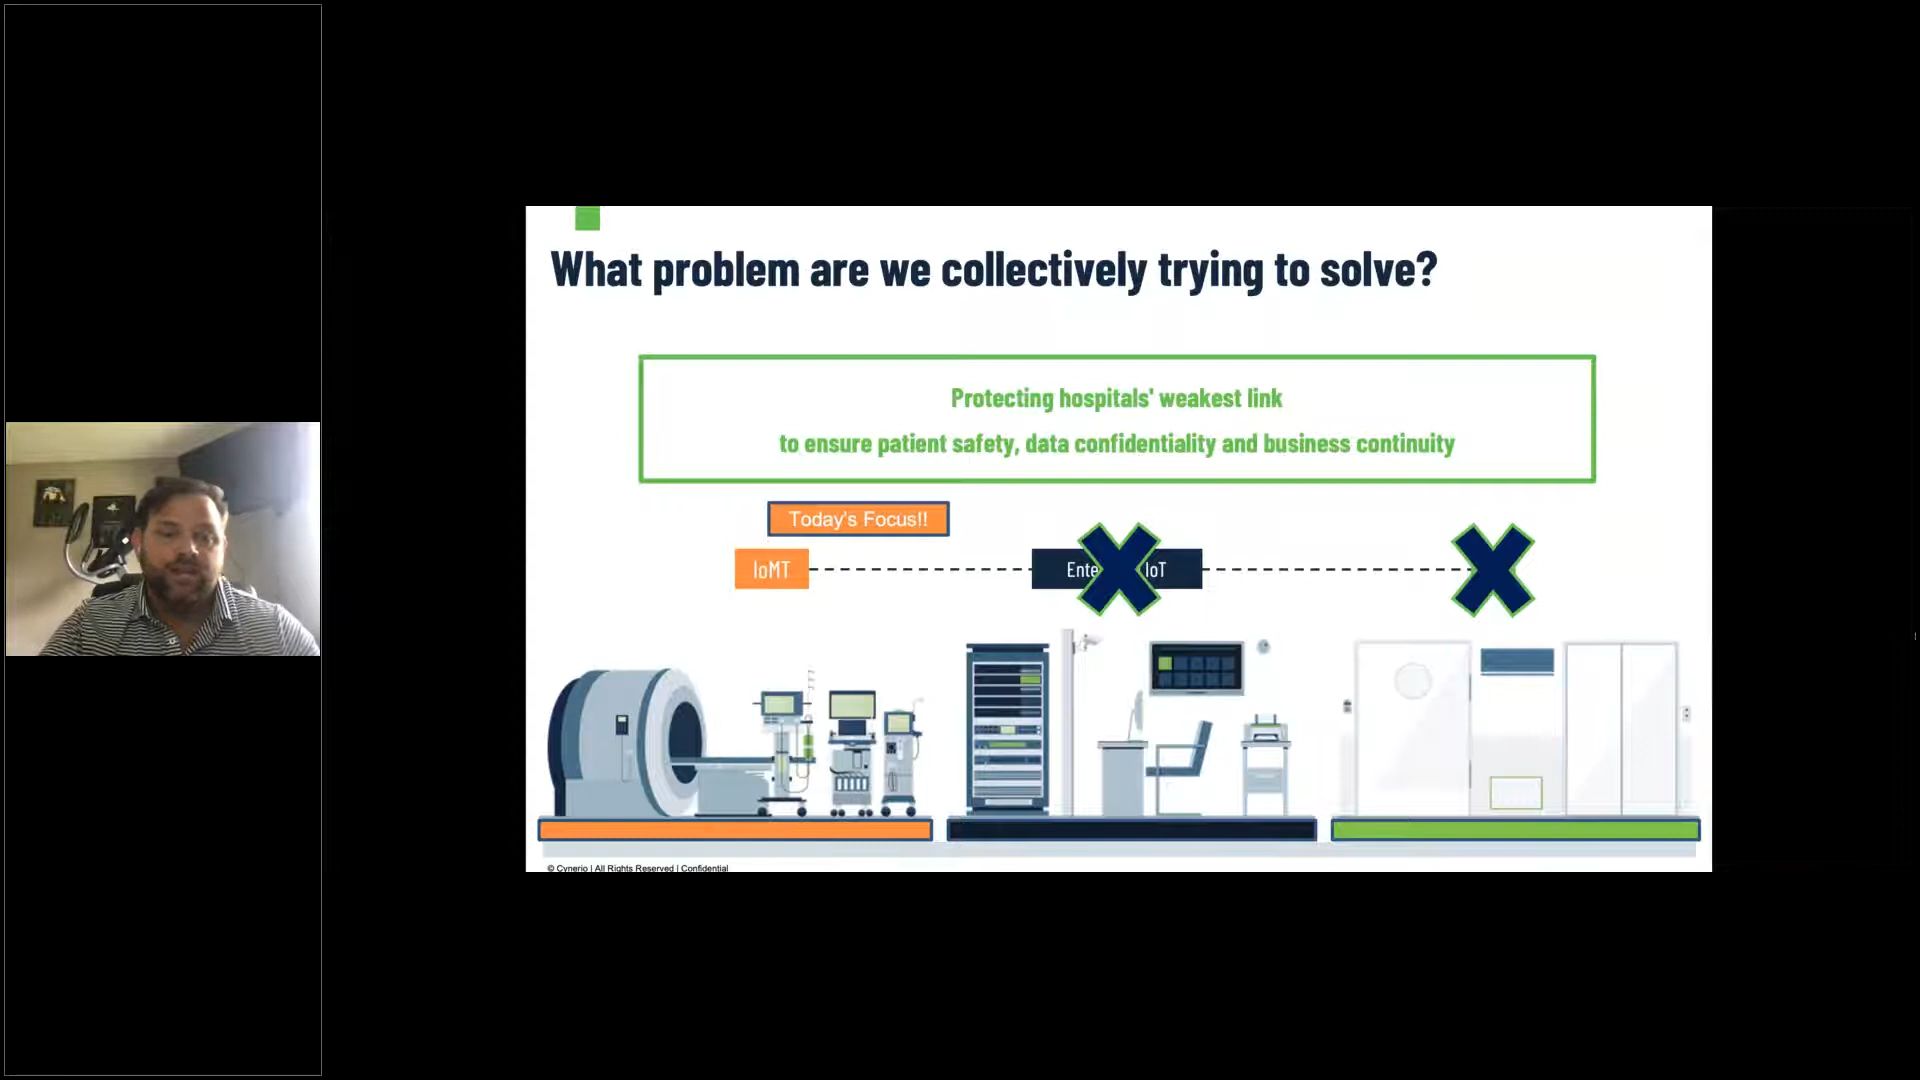 What problem are we collectively trying to solve?
Protecting hospitals' weakest link
to ensure patient safety, data confidentiality and business continuity
Today's Focus!!
IoMT
Ente IoT
© Cynerio | All Rights Reserved | Confidential